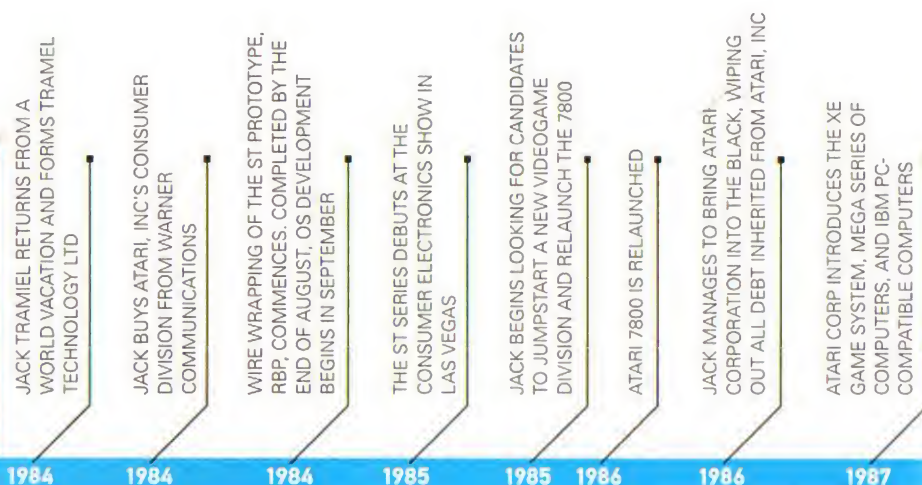 JACK TRAMIEL RETURNS FROM A
WORLD VACATION AND FORMS TRAMEL
TECHNOLOGY LTD
1984
JACK BUYS ATARI, INC'S CONSUMER
DIVISION FROM WARNER
COMMUNICATIONS
1984
WIRE WRAPPING OF THE ST PROTOTYPE,
RBP, COMMENCES. COMPLETED BY THE
END OF AUGUST, OS DEVELOPMENT
BEGINS IN SEPTEMBER
1984
THE ST SERIES DEBUTS AT THE
CONSUMER ELECTRONICS SHOW IN
LAS VEGAS
1985
JACK BEGINS LOOKING FOR CANDIDATES
TO JUMPSTART A NEW VIDEOGAME
DIVISION AND RELAUNCH THE 7800
1985
ATARI 7800 IS RELAUNCHED
1986
JACK MANAGES TO BRING ATARI
CORPORATION INTO THE BLACK, WIPING
OUT ALL DEBT INHERITED FROM ATARI, INC
1986
ATARI CORP INTRODUCES THE XE
GAME SYSTEM, MEGA SERIES OF
COMPUTERS, AND IBM PC-
COMPATIBLE COMPUTERS
1987